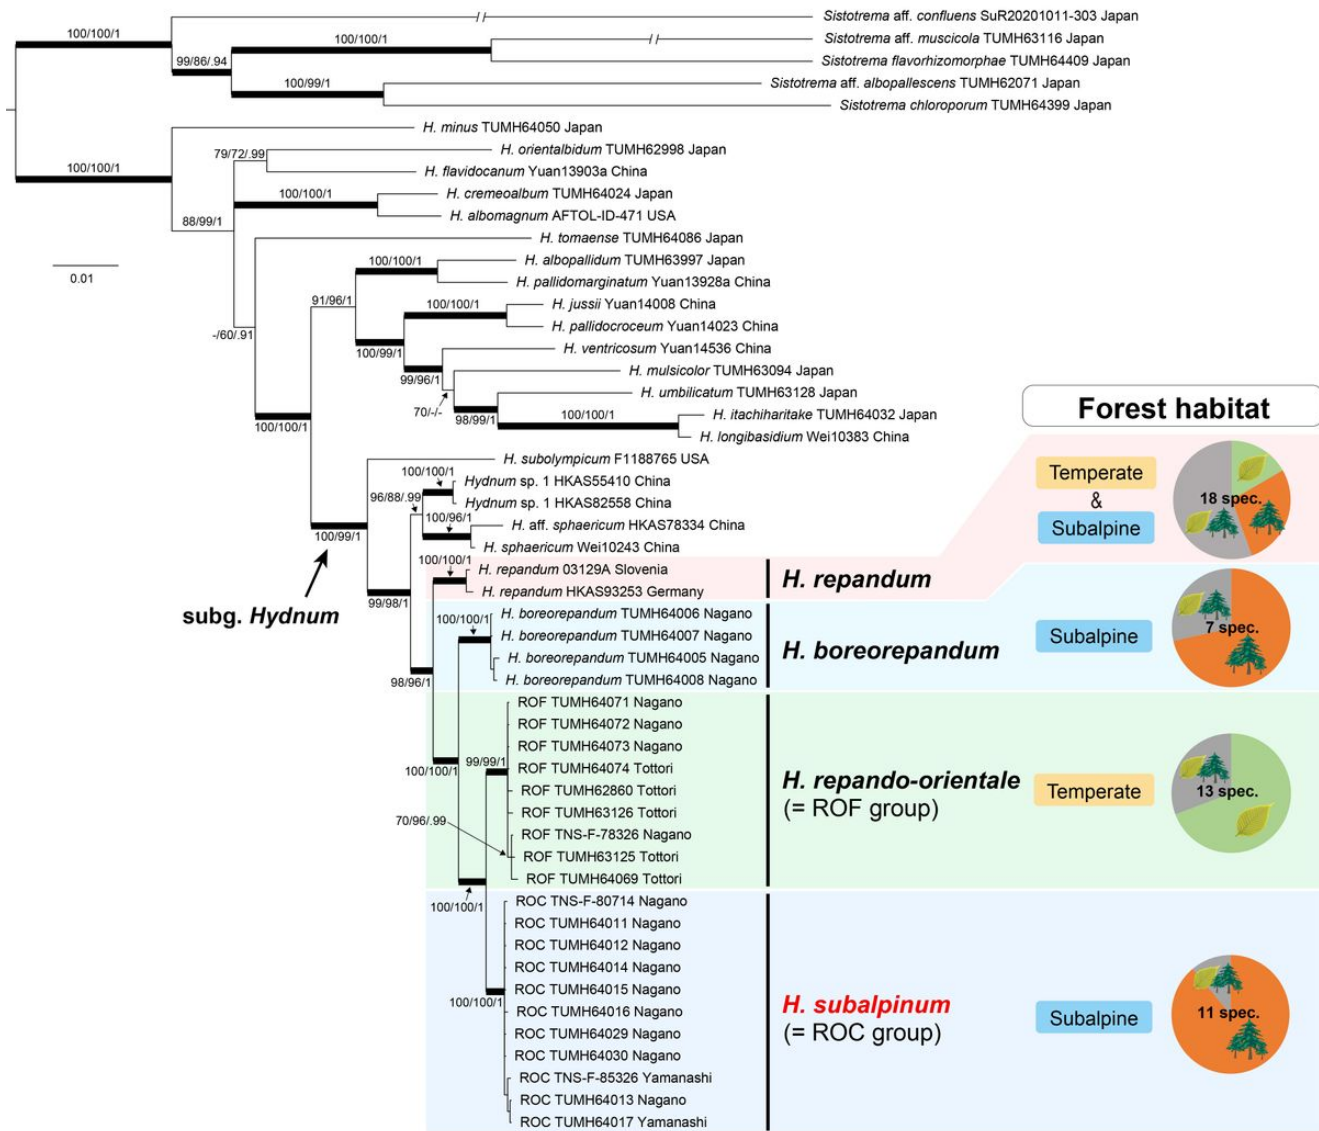 Sistotrema aff. confluens SuR20201011-303 Japan
100/100/1
100/100/1
Sistotrema aff. muscicola TUMH63116 Japan
99/86/.94
Sistotrema flavorhizomorphae TUMH64409 Japan
100/99/1
Sistotrema aff. albopallescens TUMH62071 Japan
Sistotrema chloroporum TUMH64399 Japan
H. minus TUMH64050 Japan
79/72/.99
H. orientalbidum TUMH62998 Japan
100/100/1
H. flavidocanum Yuan13903a China
100/100/1
H. cremeoalbum TUMH64024 Japan
88/99/1
H. albomagnum AFTOL-ID-471 USA
H. tomaense TUMH64086 Japan
0.01
100/100/1
H. albopallidum TUMH63997 Japan
H. pallidomarginatum Yuan13928a China
91/96/1
100/100/1
H. jussii Yuan14008 China
-/60/.91
H. pallidocroceum Yuan14023 China
100/99/1
H. ventricosum Yuan14536 China
99/96/1
H. mulsicolor TUMH63094 Japan
70/-/-
H. umbilicatum TUMH63128 Japan
98/99/1
100/100/1
H. itachiharitake TUMH64032 Japan
100/100/1
H. longibasidium Wei10383 China
Forest habitat
H. subolympicum F1188765 USA
100/100/1
Hydnum sp. 1 HKAS55410 China
96/88/.99
Hydnum sp. 1 HKAS82558 China
Temperate
&
Subalpine
18 spec.
100/96/1
H. aff. sphaericum HKAS78334 China
100/99/1
H. sphaericum Wei10243 China
100/100/1
H. repandum 03129A Slovenia
H. repandum HKAS93253 Germany
H. repandum
99/98/1
subg. Hydnum
100/100/1
H. boreorepandum TUMH64006 Nagano
H. boreorepandum TUMH64007 Nagano
H. boreorepandum TUMH64005 Nagano
H. boreorepandum TUMH64008 Nagano
H. boreorepandum
Subalpine
7 spec.
98/96/1
ROF TUMH64071 Nagano
ROF TUMH64072 Nagano
ROF TUMH64073 Nagano
99/99/1
100/100/1
ROF TUMH64074 Tottori
ROF TUMH62860 Tottori
ROF TUMH63126 Tottori
70/96/.99
ROF TNS-F-78326 Nagano
ROF TUMH63125 Tottori
ROF TUMH64069 Tottori
H. repando-orientale
(= ROF group)
Temperate
13 spec.
100/100/1
ROC TNS-F-80714 Nagano
ROC TUMH64011 Nagano
ROC TUMH64012 Nagano
ROC TUMH64014 Nagano
ROC TUMH64015 Nagano
100/100/1
ROC TUMH64016 Nagano
ROC TUMH64029 Nagano
ROC TUMH64030 Nagano
ROC TNS-F-85326 Yamanashi
ROC TUMH64013 Nagano
ROC TUMH64017 Yamanashi
H. subalpinum
(= ROC group)
Subalpine
11 spec.